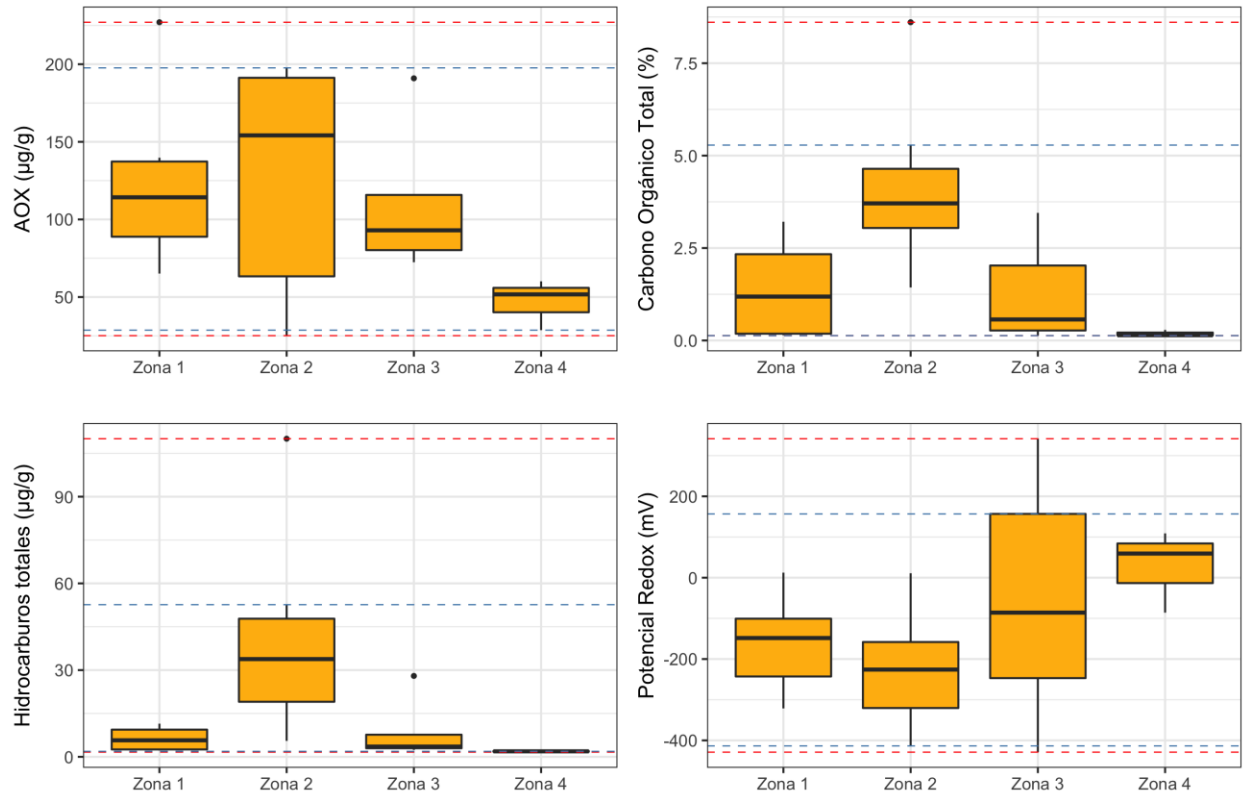 AOX (µg/g)
200
150
100
50
Zona 1 Zona 2 Zona 3 Zona 4
Carbono Orgánico Total (%)
7.5
5.0
2.5
0.0
Zona 1 Zona 2 Zona 3 Zona 4
Hidrocarburos totales (µg/g)
90
60
30
0
Zona 1 Zona 2 Zona 3 Zona 4
Potencial Redox (mV)
200
0
-200
-400
Zona 1 Zona 2 Zona 3 Zona 4